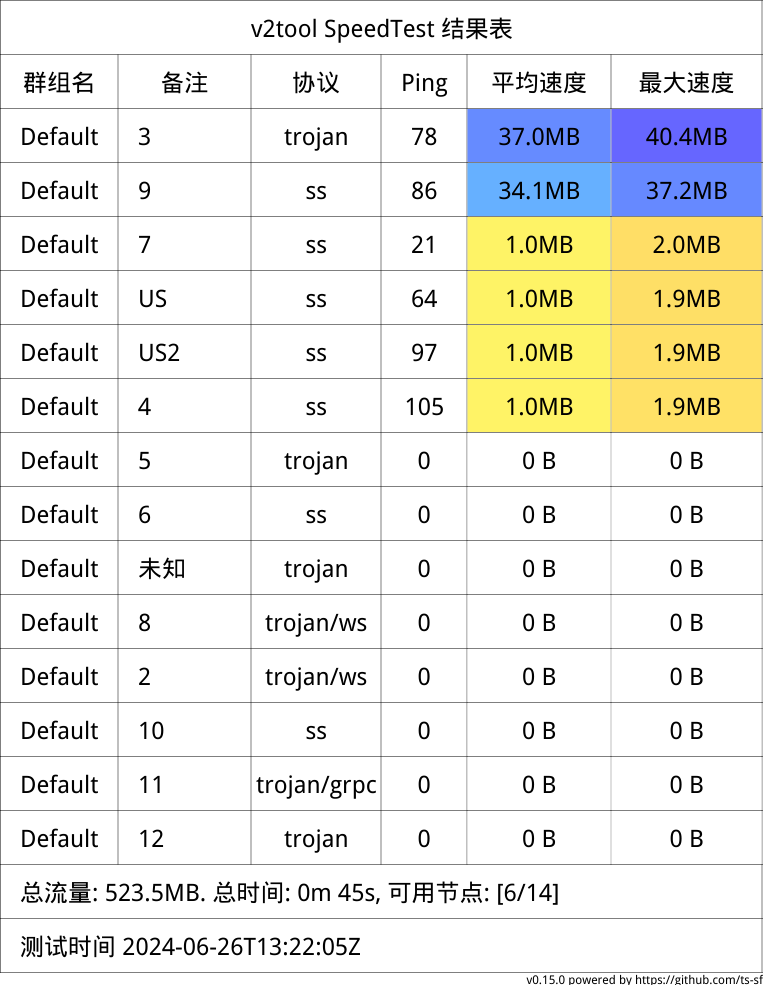 v2tool SpeedTest 结果表
群组名 备注 协议 Ping 平均速度 最大速度
Default 3 trojan 78 37.0MB 40.4MB
Default 9 ss 86 34.1MB 37.2MB
Default 7 ss 21 1.0MB 2.0MB
Default US ss 64 1.0MB 1.9MB
Default US2 ss 97 1.0MB 1.9MB
Default 4 ss 105 1.0MB 1.9MB
Default 5 trojan 0 0 B 0 B
Default 6 ss 0 0 B 0 B
Default 未知 trojan 0 0 B 0 B
Default 8 trojan/ws 0 0 B 0 B
Default 2 trojan/ws 0 0 B 0 B
Default 10 ss 0 0 B 0 B
Default 11 trojan/grpc 0 0 B 0 B
Default 12 trojan 0 0 B 0 B
总流量: 523.5MB. 总时间: 0m 45s, 可用节点: [6/14]
测试时间 2024-06-26T13:22:05Z
v0.15.0 powered by https://github.com/ts-sf